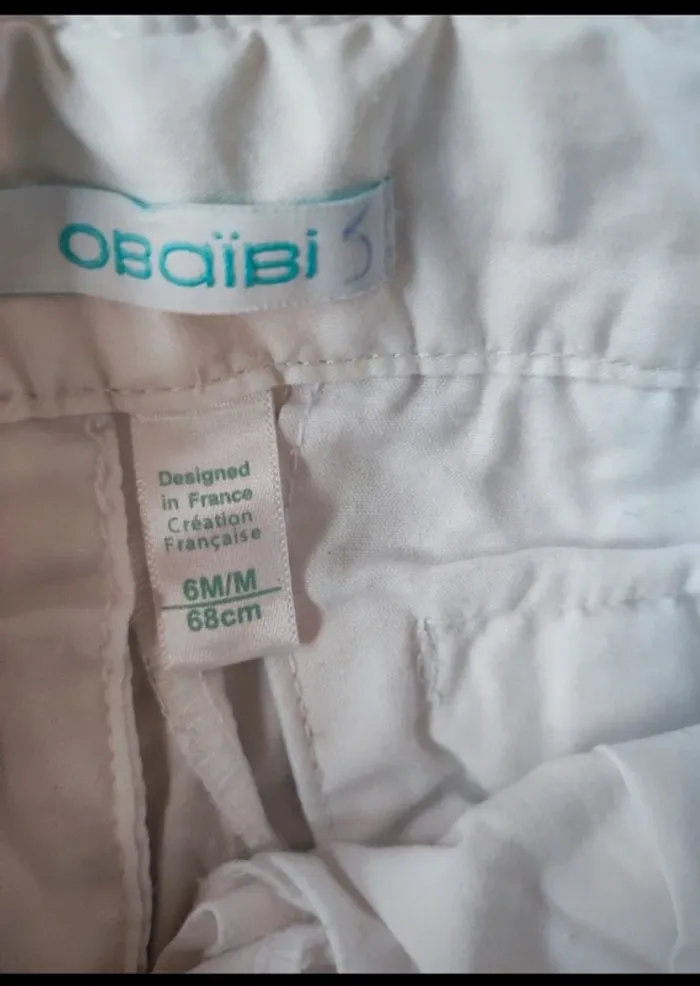 OBaïBi
Designed
in France
Création
Française
6M/M
68cm